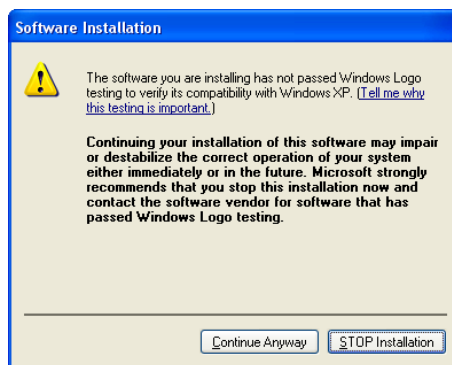 Software Installation
The software you are installing has not passed Windows Logo
testing to verify its compatibility with Windows XP. (Tell me why
this testing is important.)
Continuing your installation of this software may impair
or destabilize the correct operation of your system
either immediately or in the future. Microsoft strongly
recommends that you stop this installation now and
contact the software vendor for software that has
passed Windows Logo testing.
Continue Anyway
STOP Installation